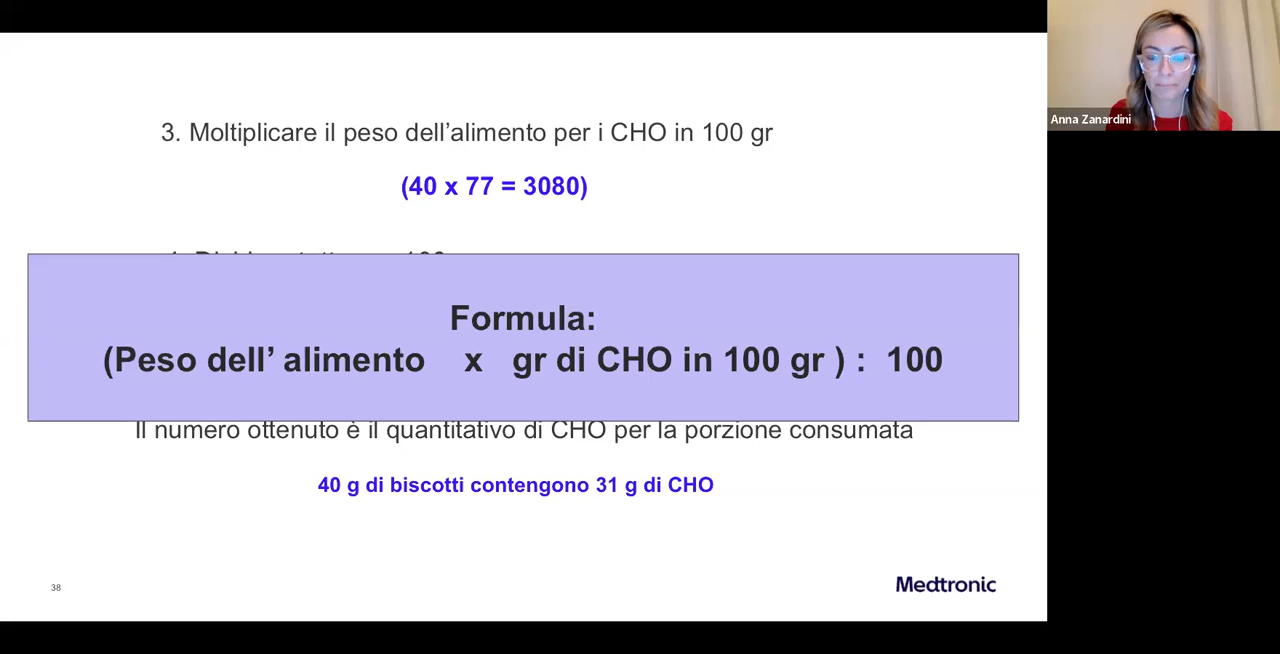 Anna Zanardini
3. Moltiplicare il peso dell’alimento per i CHO in 100 gr
(40 x 77 = 3080)
100
Formula:
(Peso dell’ alimento x gr di CHO in 100 gr ) : 100
Il numero ottenuto è il quantitativo di CHO per la porzione consumata
40 g di biscotti contengono 31 g di CHO
38
Medtronic